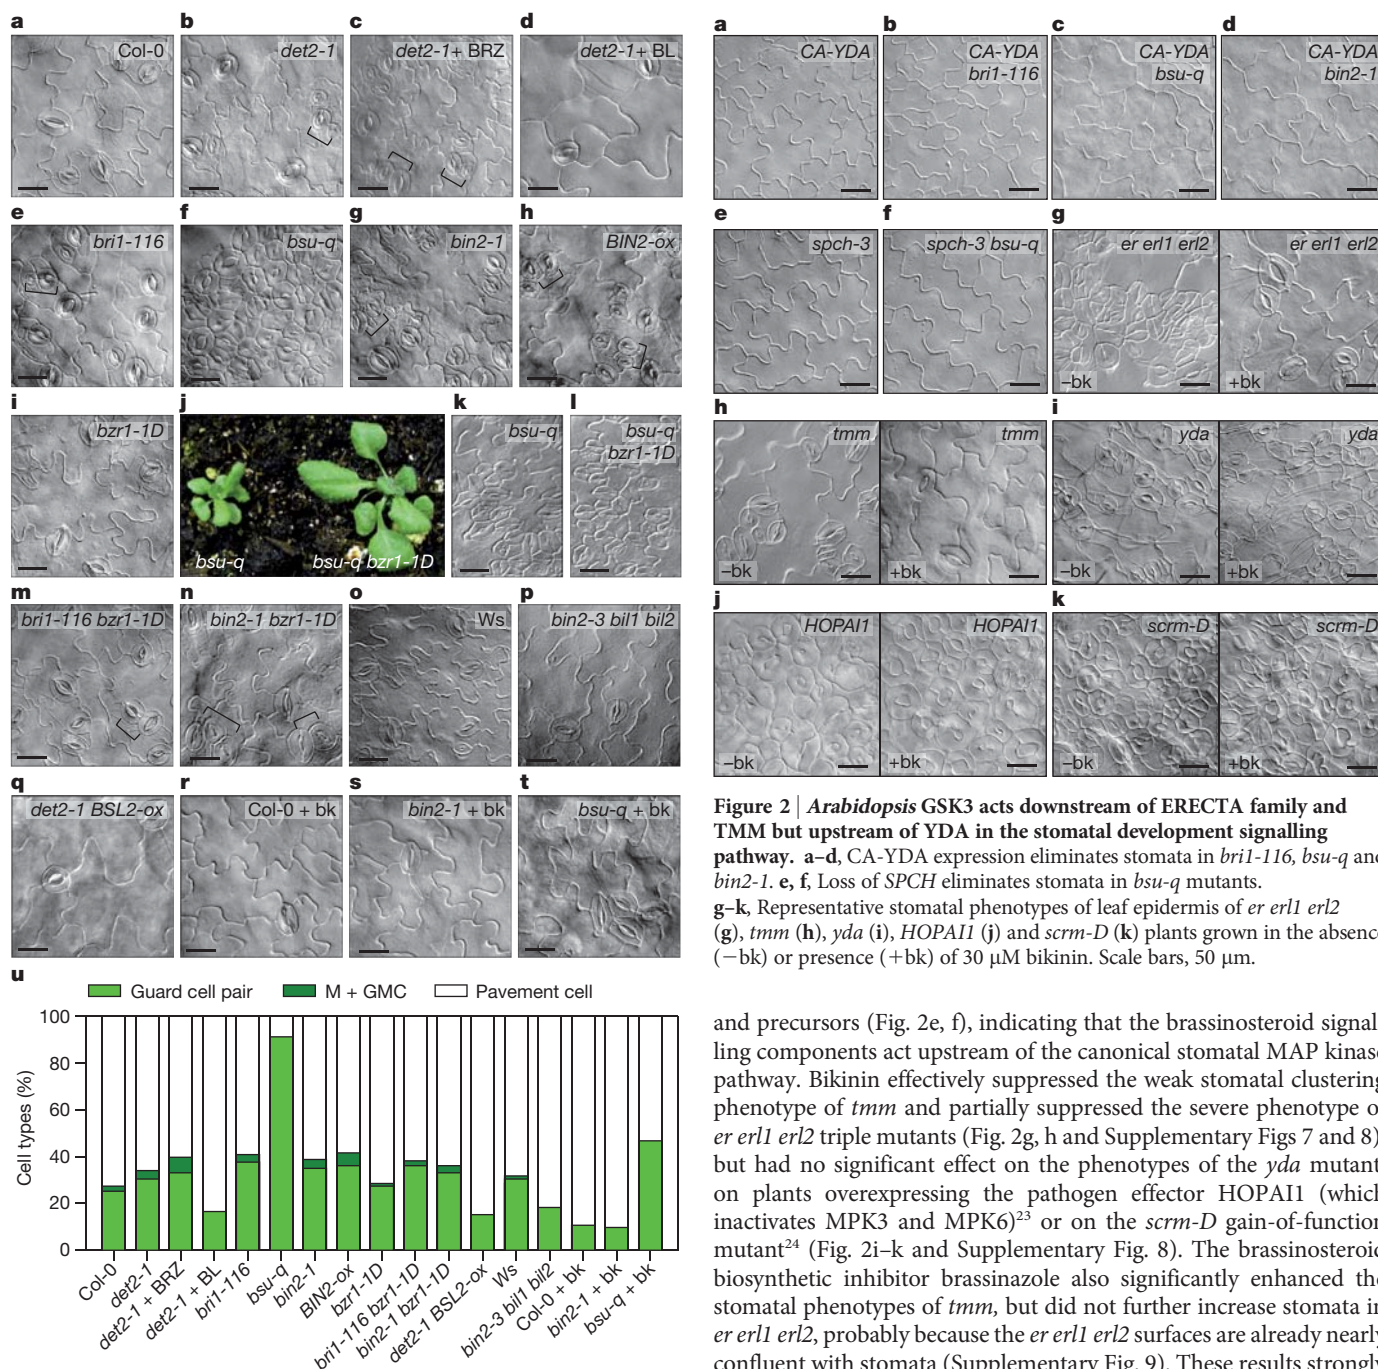 a
b
c
d
Col-0
det2-1
det2-1+ BRZ
det2-1+ BL
e
f
g
h
bri1-116
bsu-q
bin2-1
BIN2-ox
i
j
k
l
bzr1-1D
bsu-q
bsu-q bzr1-1D
bsu-q
bsu-q
bzr1-1D
m
n
o
p
bri1-116 bzr1-1D
bin2-1 bzr1-1D
Ws
bin2-3 bil1 bil2
q
r
s
t
det2-1 BSL2-ox
Col-0 + bk
bin2-1 + bk
bsu-q + bk
u
Guard cell pair
M + GMC
Pavement cell
Cell types (%)
100
80
60
40
20
0
Col-0
det2-1
det2-1 + BRZ
det2-1 + BL
bri1-116
bsu-q
bin2-1
BIN2-ox
bzr1-1D
bri1-116 bzr1-1D
bin2-1 bzr1-1D
det2-1 BSL2-ox
Ws
bin2-3 bil1 bil2
Col-0 + bk
bin2-1 + bk
bsu-q + bk
a
b
c
d
CA-YDA
CA-YDA
bri1-116
CA-YDA
bsu-q
CA-YDA
bin2-1
e
f
g
spch-3
spch-3 bsu-q
er erl1 erl2
–bk
er erl1 erl2
+bk
h
i
tmm
–bk
tmm
+bk
yda
–bk
yda
+bk
j
k
HOPAI1
–bk
HOPAI1
+bk
scrm-D
–bk
scrm-D
+bk
Figure 2 | Arabidopsis GSK3 acts downstream of ERECTA family and
TMM but upstream of YDA in the stomatal development signalling
pathway. a–d, CA-YDA expression eliminates stomata in bri1-116, bsu-q and
bin2-1. e, f, Loss of SPCH eliminates stomata in bsu-q mutants.
g–k, Representative stomatal phenotypes of leaf epidermis of er erl1 erl2
(g), tmm (h), yda (i), HOPAI1 (j) and scrm-D (k) plants grown in the absence
(−bk) or presence (+bk) of 30 μM bikinin. Scale bars, 50 μm.
and precursors (Fig. 2e, f), indicating that the brassinosteroid signal-
ling components act upstream of the canonical stomatal MAP kinase
pathway. Bikinin effectively suppressed the weak stomatal clustering
phenotype of tmm and partially suppressed the severe phenotype of
er erl1 erl2 triple mutants (Fig. 2g, h and Supplementary Figs 7 and 8)
but had no significant effect on the phenotypes of the yda mutant,
on plants overexpressing the pathogen effector HOPAI1 (which
inactivates MPK3 and MPK6)23 or on the scrm-D gain-of-function
mutant24 (Fig. 2i–k and Supplementary Fig. 8). The brassinosteroid
biosynthetic inhibitor brassinazole also significantly enhanced the
stomatal phenotypes of tmm, but did not further increase stomata in
er erl1 erl2, probably because the er erl1 erl2 surfaces are already nearly
confluent with stomata (Supplementary Fig. 9). These results strongly